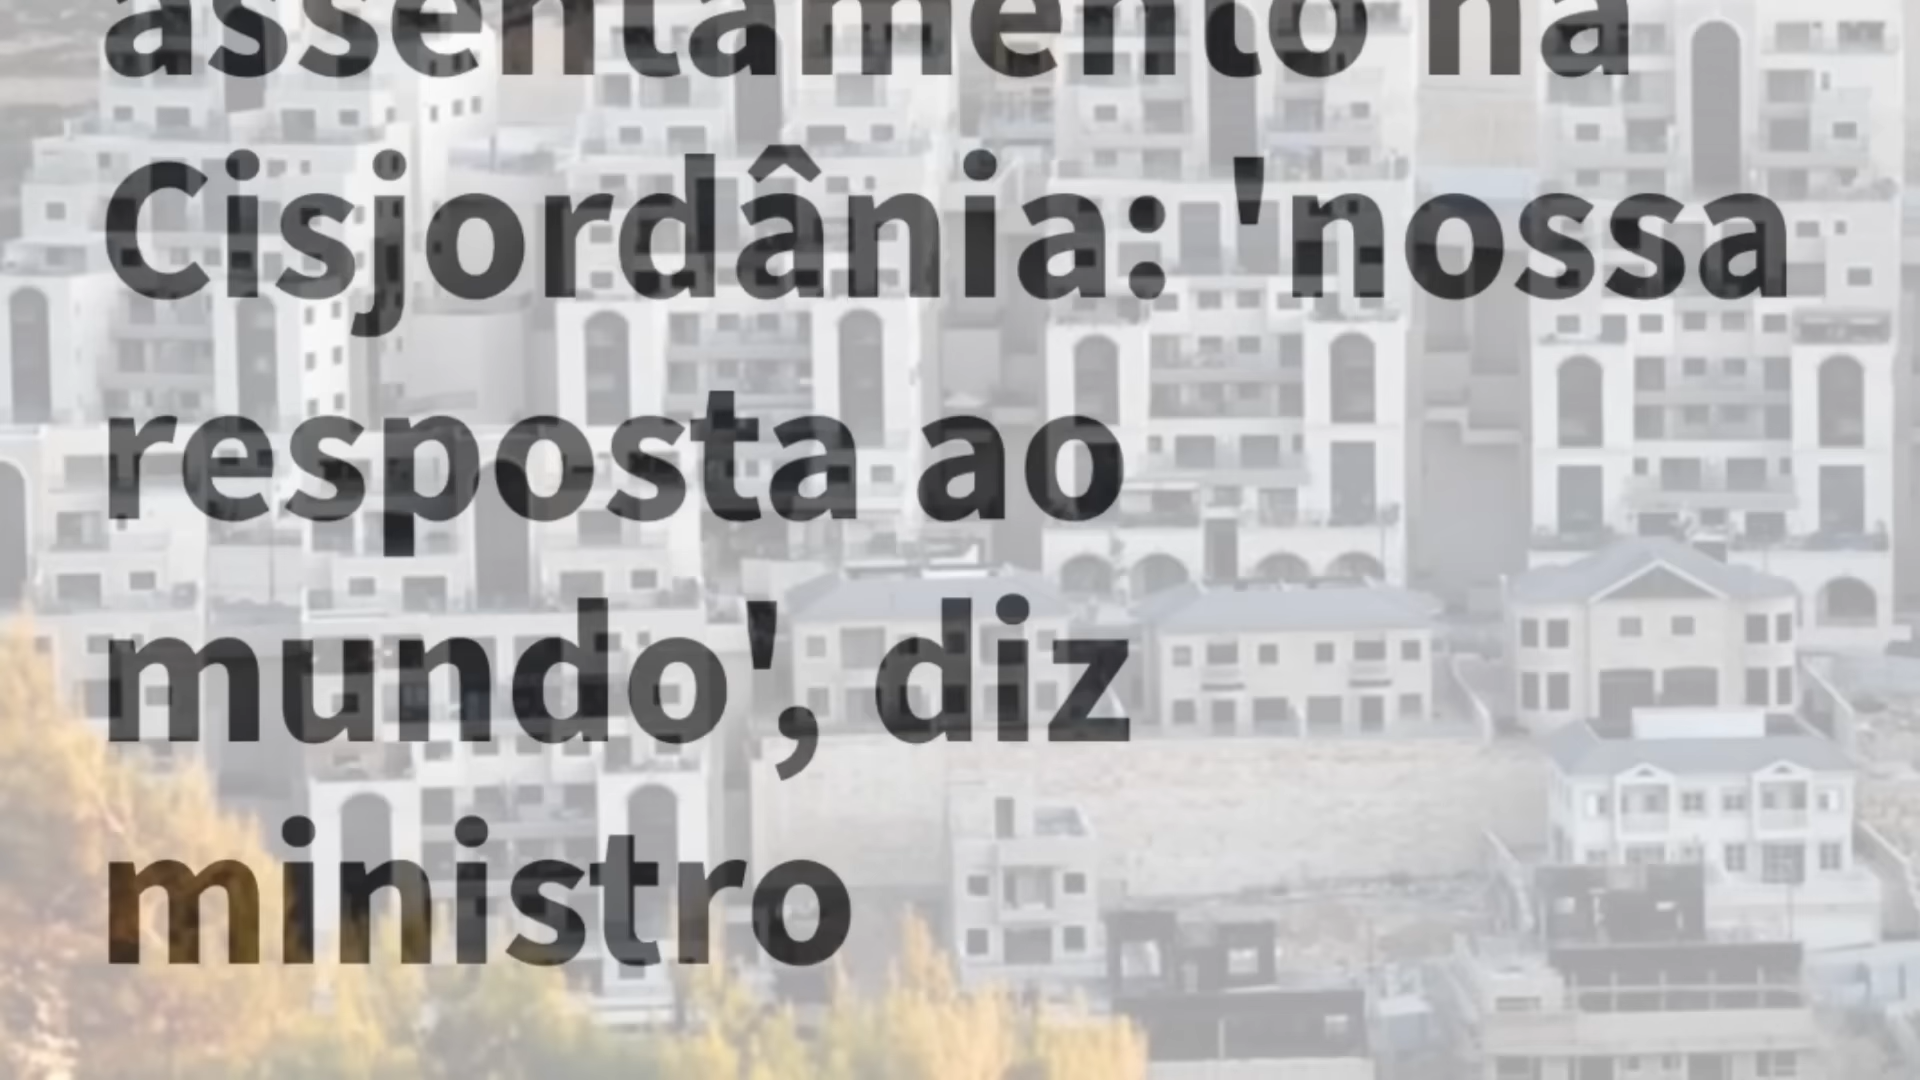 assentamento na
Cisjordânia: 'nossa
resposta ao
mundo', diz
ministro